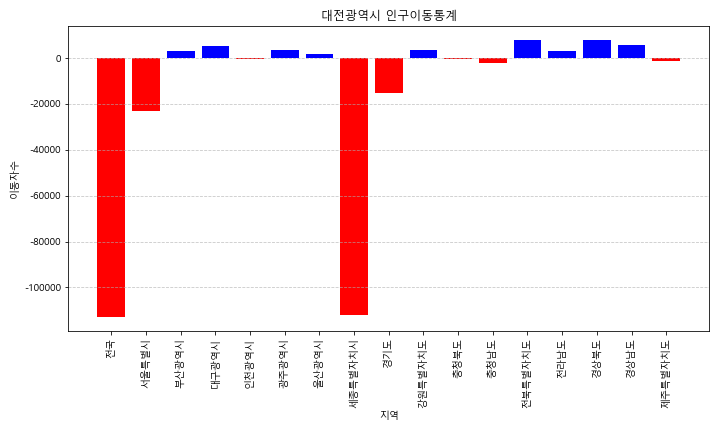 대전광역시 인구이동통계
이동자수
0
-20000
-40000
-60000
-80000
-100000
전국
서울특별시
부산광역시
대구광역시
인천광역시
광주광역시
울산광역시
세종특별자치시
경기도
강원특별자치도
충청북도
충청남도
전북특별자치도
전라남도
경상북도
경상남도
제주특별자치도
지역